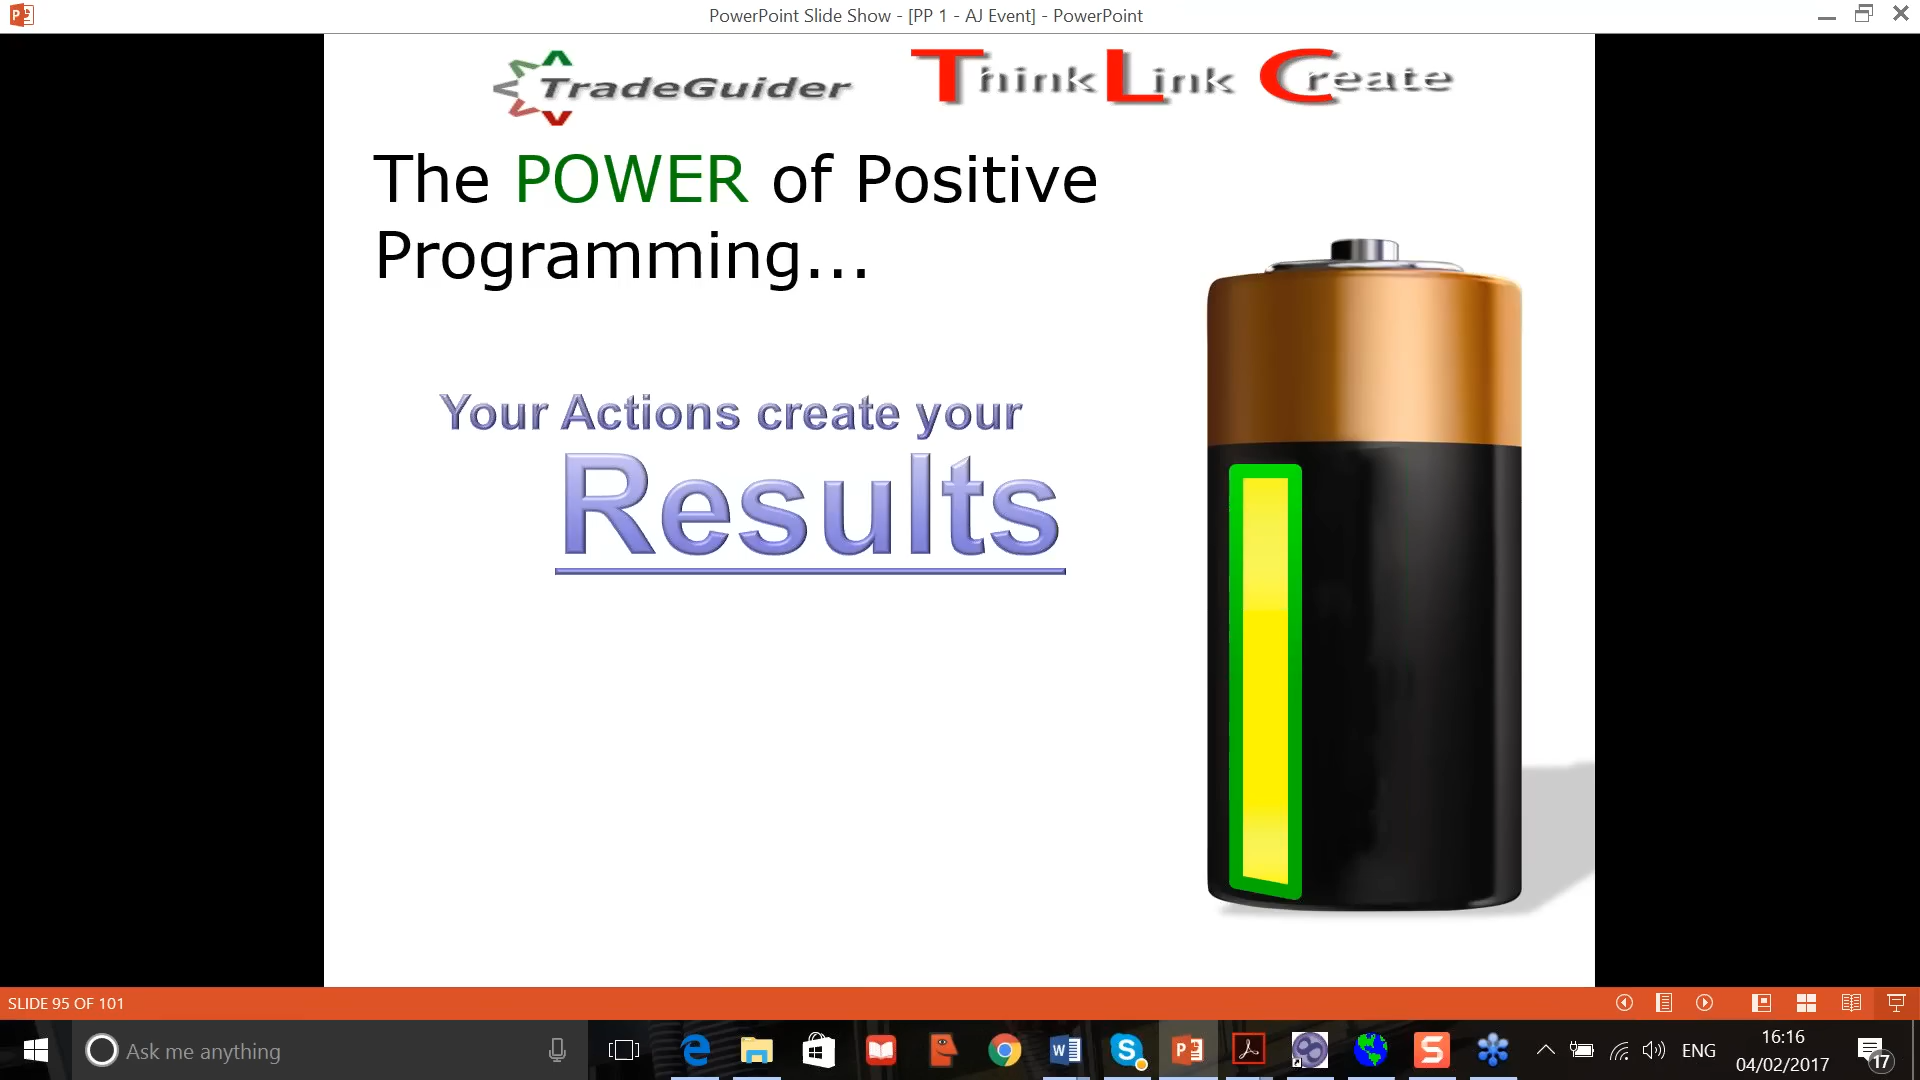 PowerPoint Slide Show - [PP 1 - AJ Event] - PowerPoint
TradeGuider
Think Link Create
The POWER of Positive
Programming...
Your Actions create your
Results
SLIDE 95 OF 101
Ask me anything
ENG
16:16
04/02/2017
17